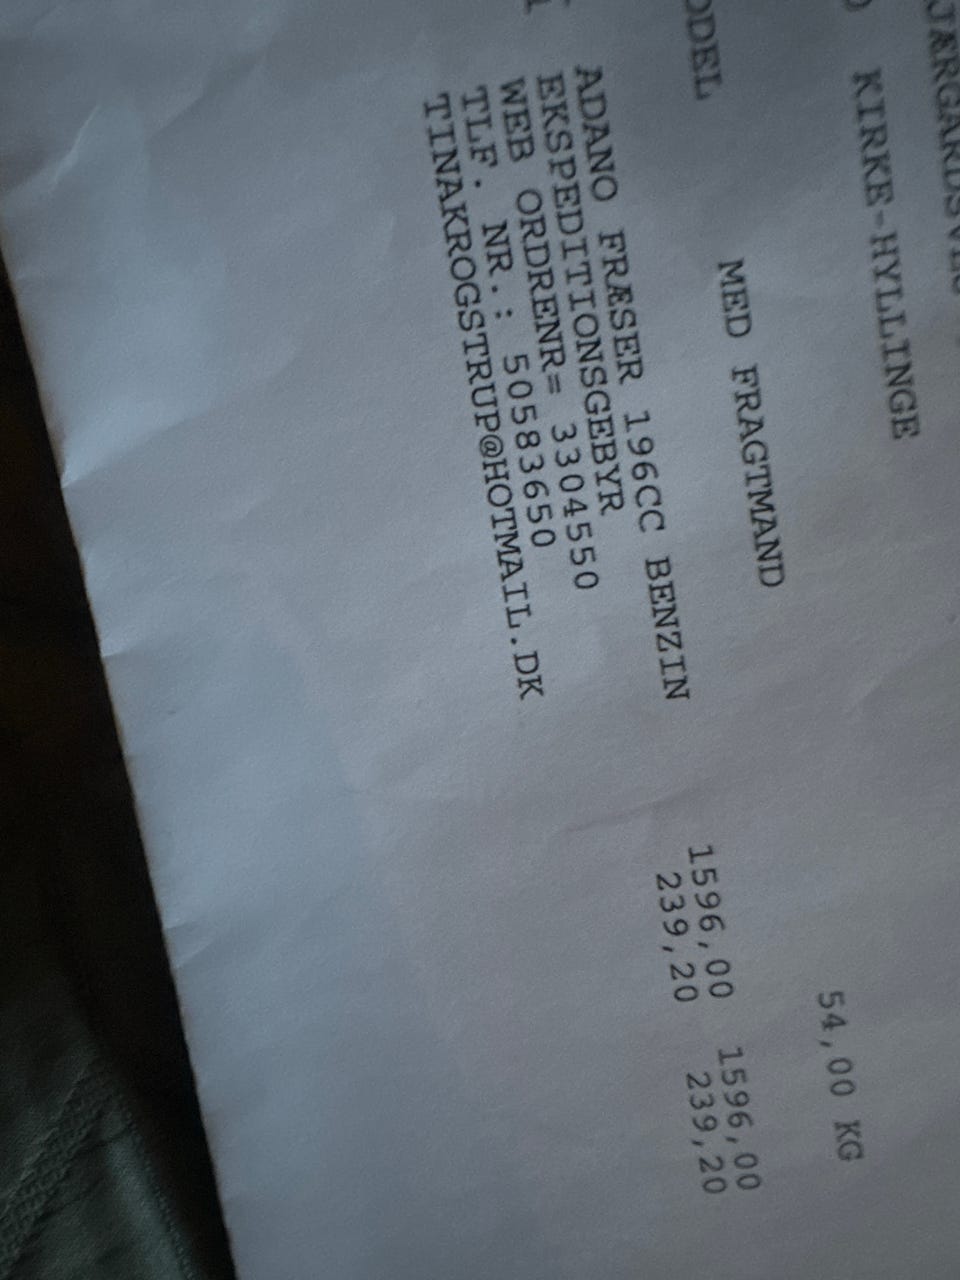 KIRKE-HYLLINGE
54,00 KG
MED FRAGTMAND
ADANO FRÆSER 196CC BENZIN 1596,00 1596,00
EKSPEDITIONSGEBYR 239,20 239,20
WEB ORDRENR= 3304550
TLF. NR.: 50583650
TINAKROGSTRUP@HOTMAIL.DK